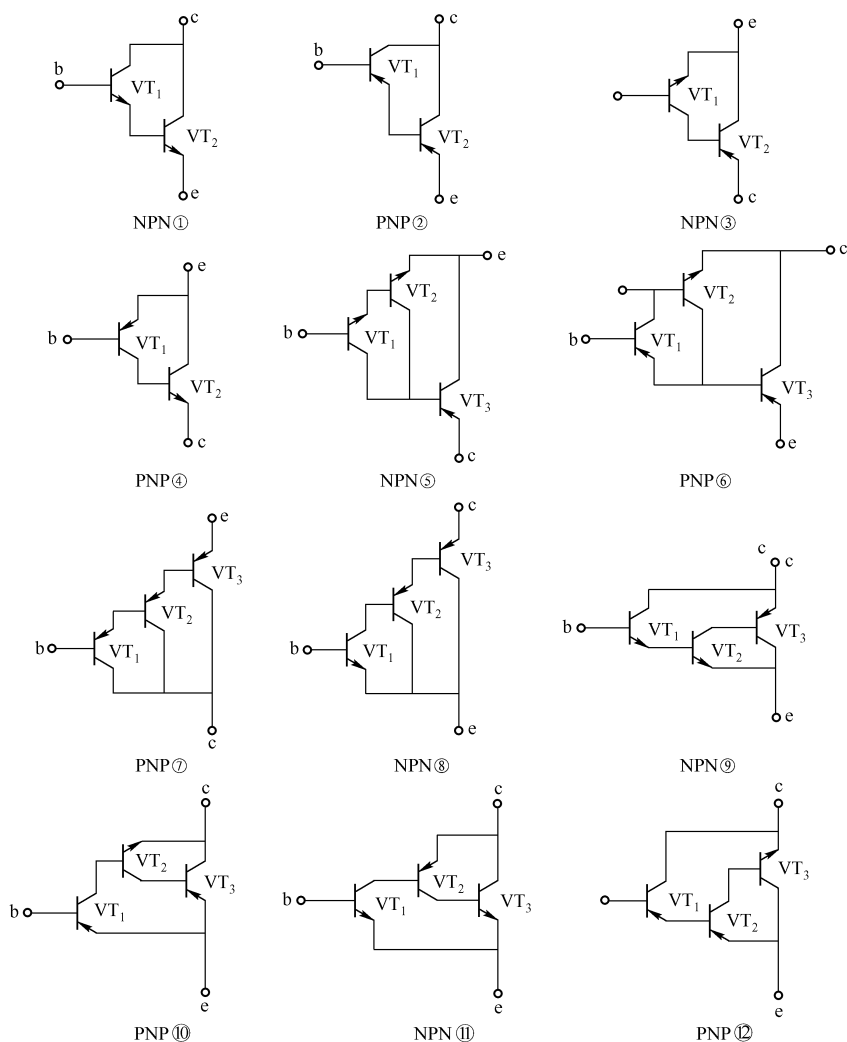 c
b
VT₁
VT₂
e
NPN①
c
b
VT₁
VT₂
e
PNP②
e
VT₁
VT₂
c
NPN③
e
b
VT₁
VT₂
c
PNP④
e
VT₂
b
VT₁
VT₃
c
NPN⑤
c
VT₂
b
VT₁
VT₃
e
PNP⑥
e
VT₃
VT₂
b
VT₁
c
PNP⑦
c
VT₃
VT₂
b
VT₁
e
NPN⑧
c
c
b
VT₁
VT₂
VT₃
e
NPN⑨
c
VT₂
VT₃
b
VT₁
e
PNP⑩
c
VT₂
b
VT₁
VT₃
e
NPN⑪
c
VT₃
VT₁
VT₂
e
PNP⑫